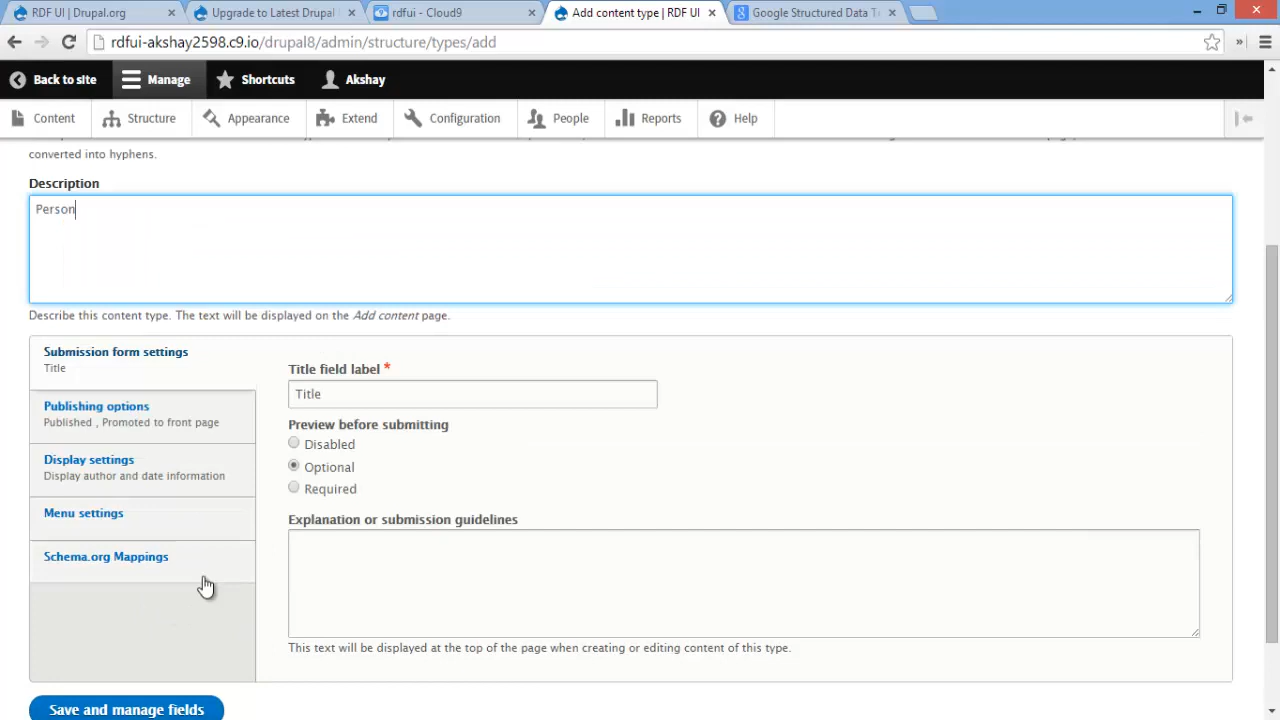 RDF UI | Drupal.org
Upgrade to Latest Drupal
rdfui - Cloud9
Add content type | RDF UI
Google Structured Data T
rdfui-akshay2598.c9.io/drupal8/admin/structure/types/add
Back to site
Manage
Shortcuts
Akshay
Content
Structure
Appearance
Extend
Configuration
People
Reports
Help
converted into hyphens.
Description
Person
Describe this content type. The text will be displayed on the Add content page.
Submission form settings
Title
Publishing options
Published , Promoted to front page
Display settings
Display author and date information
Menu settings
Schema.org Mappings
Title field label *
Title
Preview before submitting
Disabled
Optional
Required
Explanation or submission guidelines
This text will be displayed at the top of the page when creating or editing content of this type.
Save and manage fields